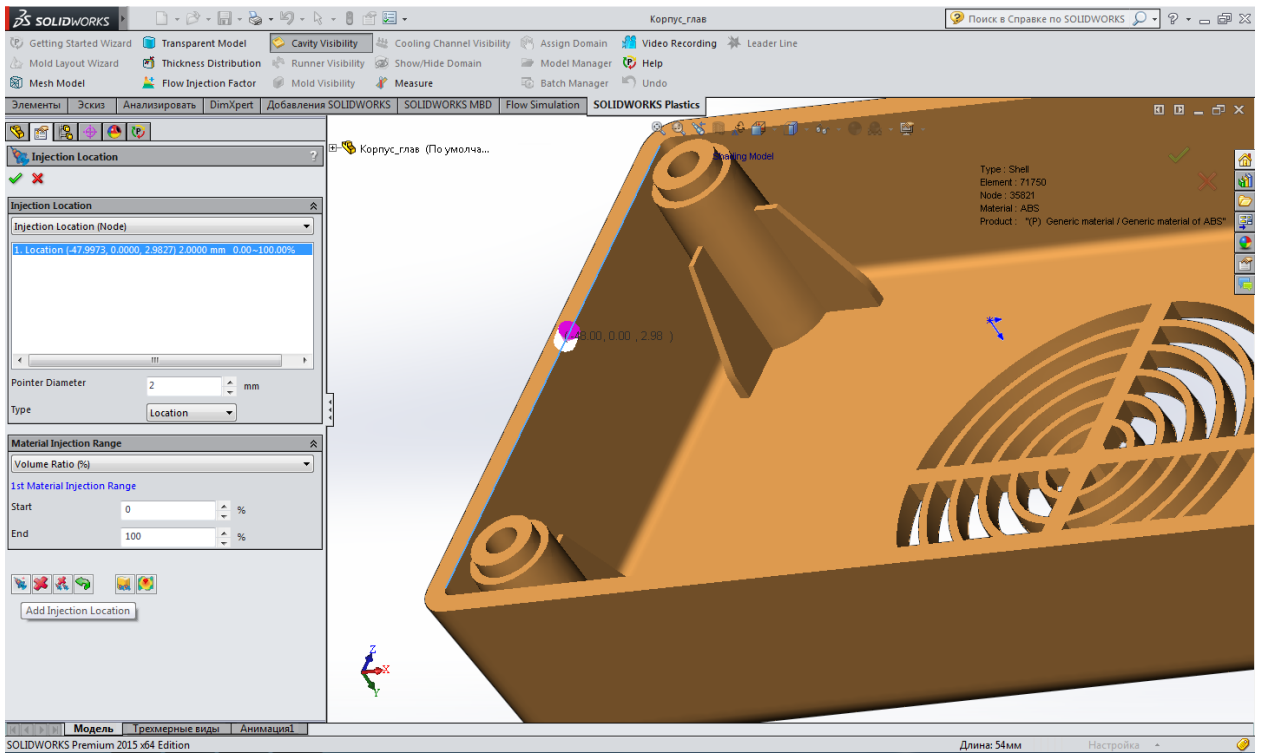 SOLIDWORKS
Корпус_глав
Поиск в Справке по SOLIDWORKS
Getting Started Wizard Transparent Model Cavity Visibility Cooling Channel Visibility Assign Domain Video Recording Leader Line
Mold Layout Wizard Thickness Distribution Runner Visibility Show/Hide Domain Model Manager Help
Mesh Model Flow Injection Factor Mold Visibility Measure Batch Manager Undo
Элементы Эскиз Анализировать DimXpert Добавления SOLIDWORKS SOLIDWORKS MBD Flow Simulation SOLIDWORKS Plastics
Корпус_глав (По умолча...
Injection Location ?
Injection Location
Injection Location (Node)
1. Location (-47.9973, 0.0000, 2.9827) 2.0000 mm 0.00~100.00%
Pointer Diameter 2 mm
Type Location
Material Injection Range
Volume Ratio (%)
1st Material Injection Range
Start 0 %
End 100 %
Add Injection Location
Shading Model
Type : Shell
Element : 71750
Node : 35821
Material : ABS
Product : "(P) Generic material / Generic material of ABS"
48.00, 0.00 , 2.98 )
Z
X
Y
Модель Трехмерные виды Анимация1
SOLIDWORKS Premium 2015 x64 Edition
Длина: 54мм
Настройка